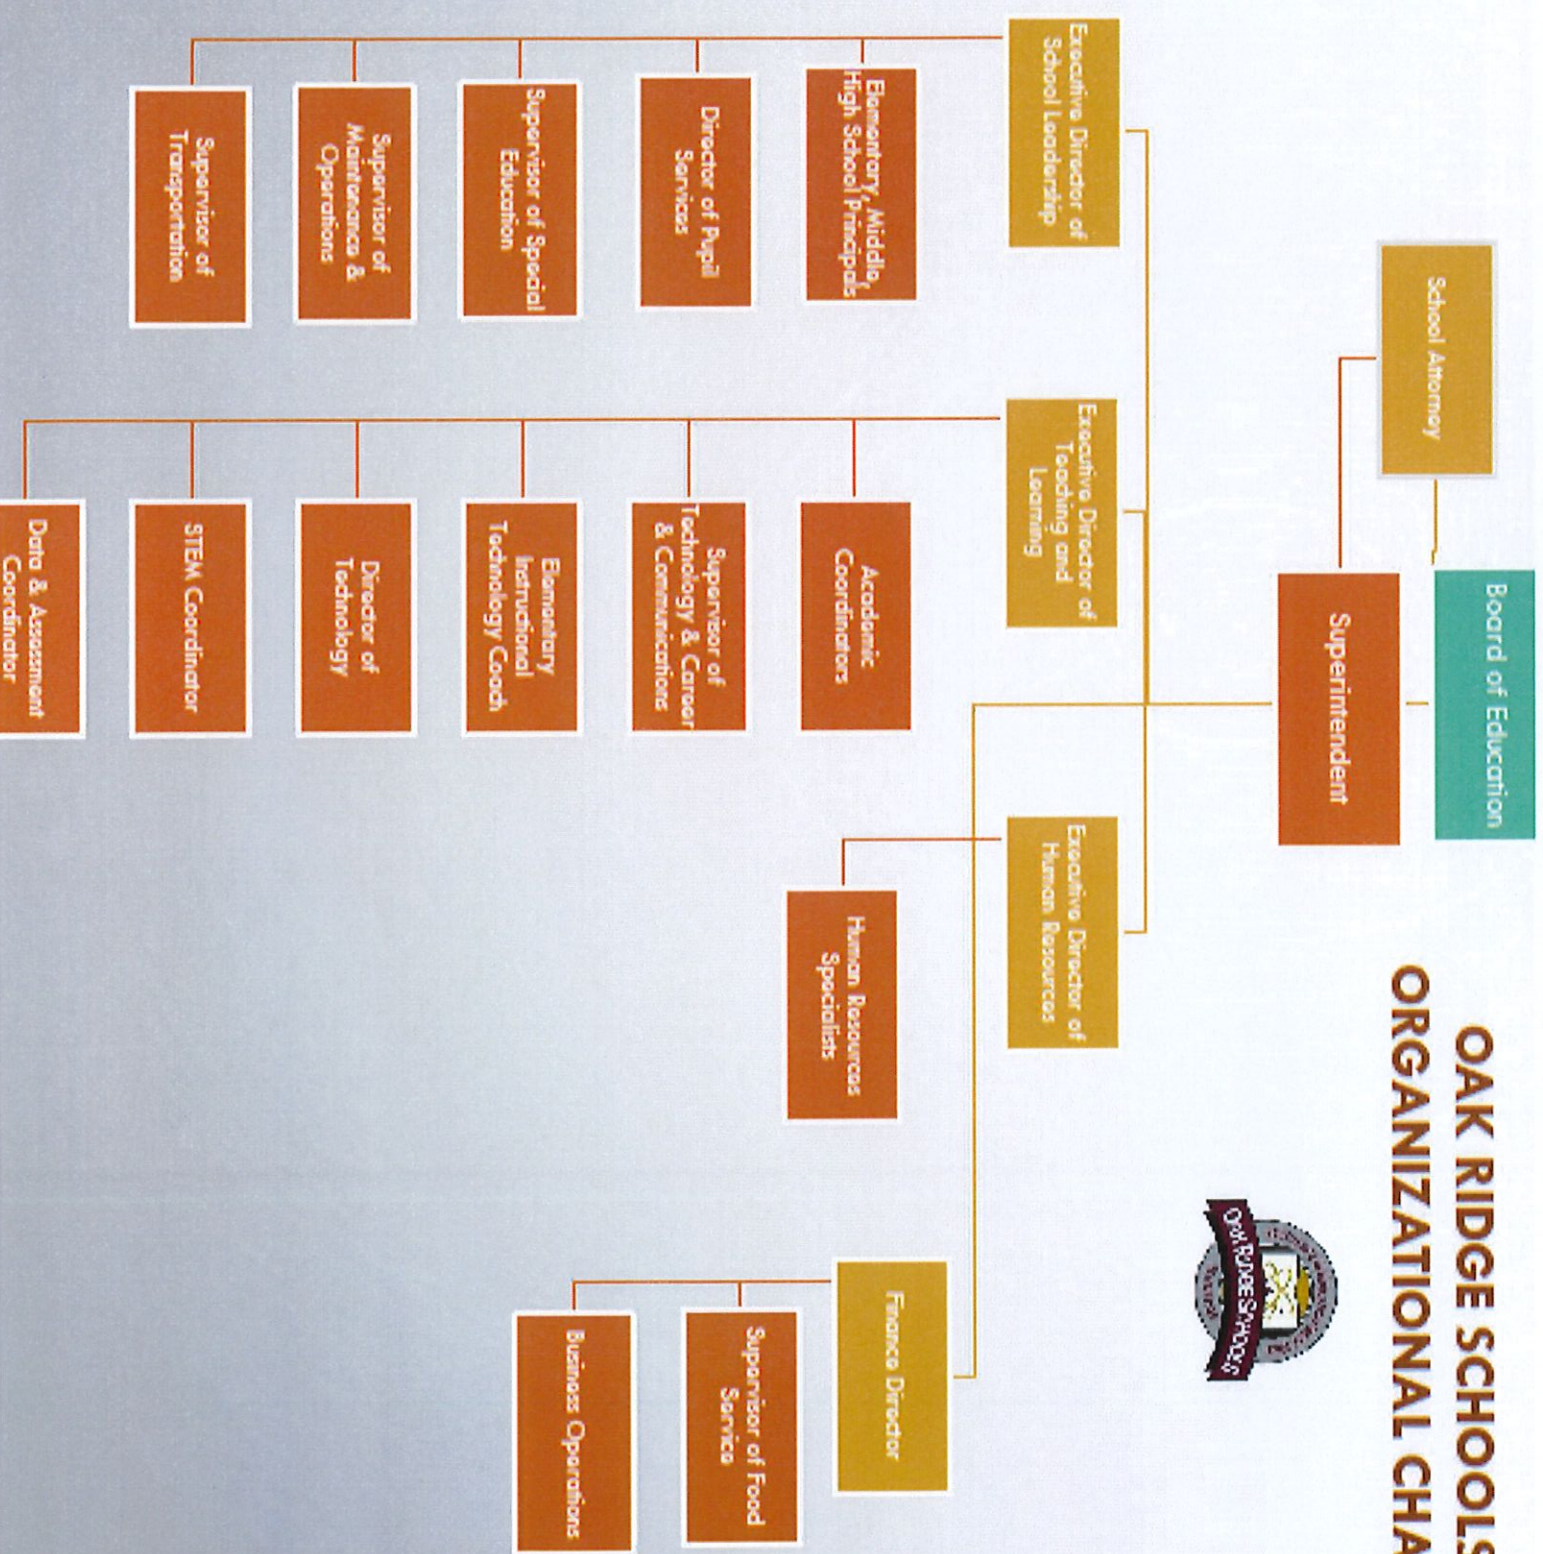 OAK RIDGE SCHOOLS
ORGANIZATIONAL CHA
Board of Education
School Attorney
Superintendent
OAK RIDGE SCHOOLS
Executive Director of
School Leadership
Executive Director of
Teaching and
Learning
Executive Director of
Human Resources
Finance Director
Elementary, Middle,
High School Principals
Director of Pupil
Services
Supervisor of Special
Education
Supervisor of
Maintenance &
Operations
Supervisor of
Transportation
Academic
Coordinators
Supervisor of
Technology & Career
& Communications
Elementary
Instructional
Technology Coach
Director of
Technology
STEM Coordinator
Data & Assessment
Coordinator
Human Resources
Specialists
Supervisor of Food
Service
Business Operations